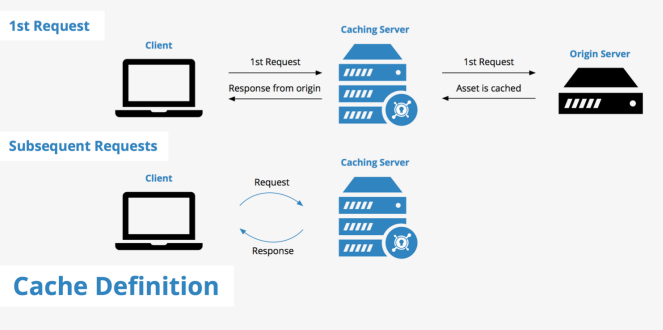 1st Request
Caching Server
Client
Origin Server
1st Request
1st Request
Response from origin
Asset is cached
Subsequent Requests
Caching Server
Client
Request
Response
Cache Definition